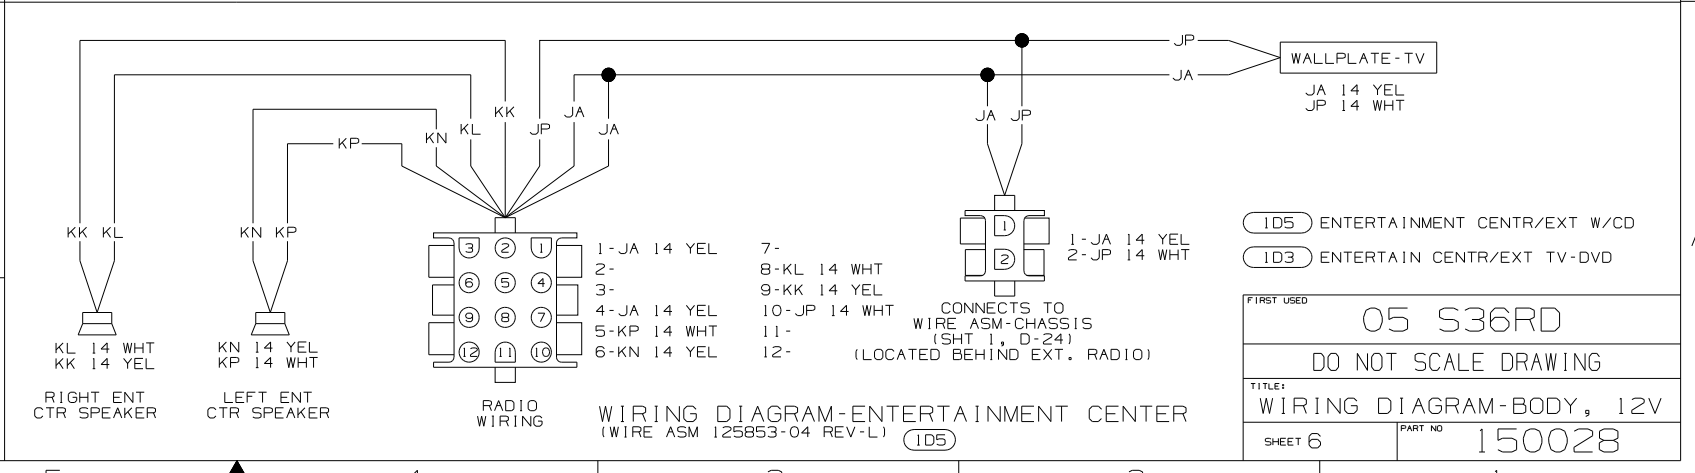 JP
JA
WALLPLATE-TV
JA 14 YEL
JP 14 WHT
KK
KL
KN
KP
JP
JA
JA
JA
JP
KK KL
KN KP
3 2 1
6 5 4
9 8 7
12 11 10
1-JA 14 YEL
2-
3-
4-JA 14 YEL
5-KP 14 WHT
6-KN 14 YEL
7-
8-KL 14 WHT
9-KK 14 YEL
10-JP 14 WHT
11-
12-
RADIO
WIRING
KL 14 WHT
KK 14 YEL
RIGHT ENT
CTR SPEAKER
KN 14 YEL
KP 14 WHT
LEFT ENT
CTR SPEAKER
1
2
1-JA 14 YEL
2-JP 14 WHT
CONNECTS TO
WIRE ASM-CHASSIS
(SHT 1, D-24)
(LOCATED BEHIND EXT. RADIO)
WIRING DIAGRAM-ENTERTAINMENT CENTER
(WIRE ASM 125853-04 REV-L) 1D5
1D5 ENTERTAINMENT CENTR/EXT W/CD
1D3 ENTERTAIN CENTR/EXT TV-DVD
FIRST USED
05 S36RD
DO NOT SCALE DRAWING
TITLE:
WIRING DIAGRAM-BODY, 12V
SHEET 6
PART NO
150028